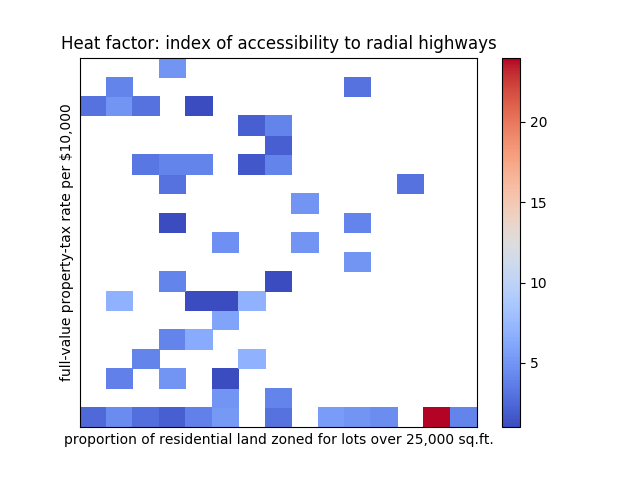 Heat factor: index of accessibility to radial highways
full-value property-tax rate per $10,000
20
15
10
5
proportion of residential land zoned for lots over 25,000 sq.ft.